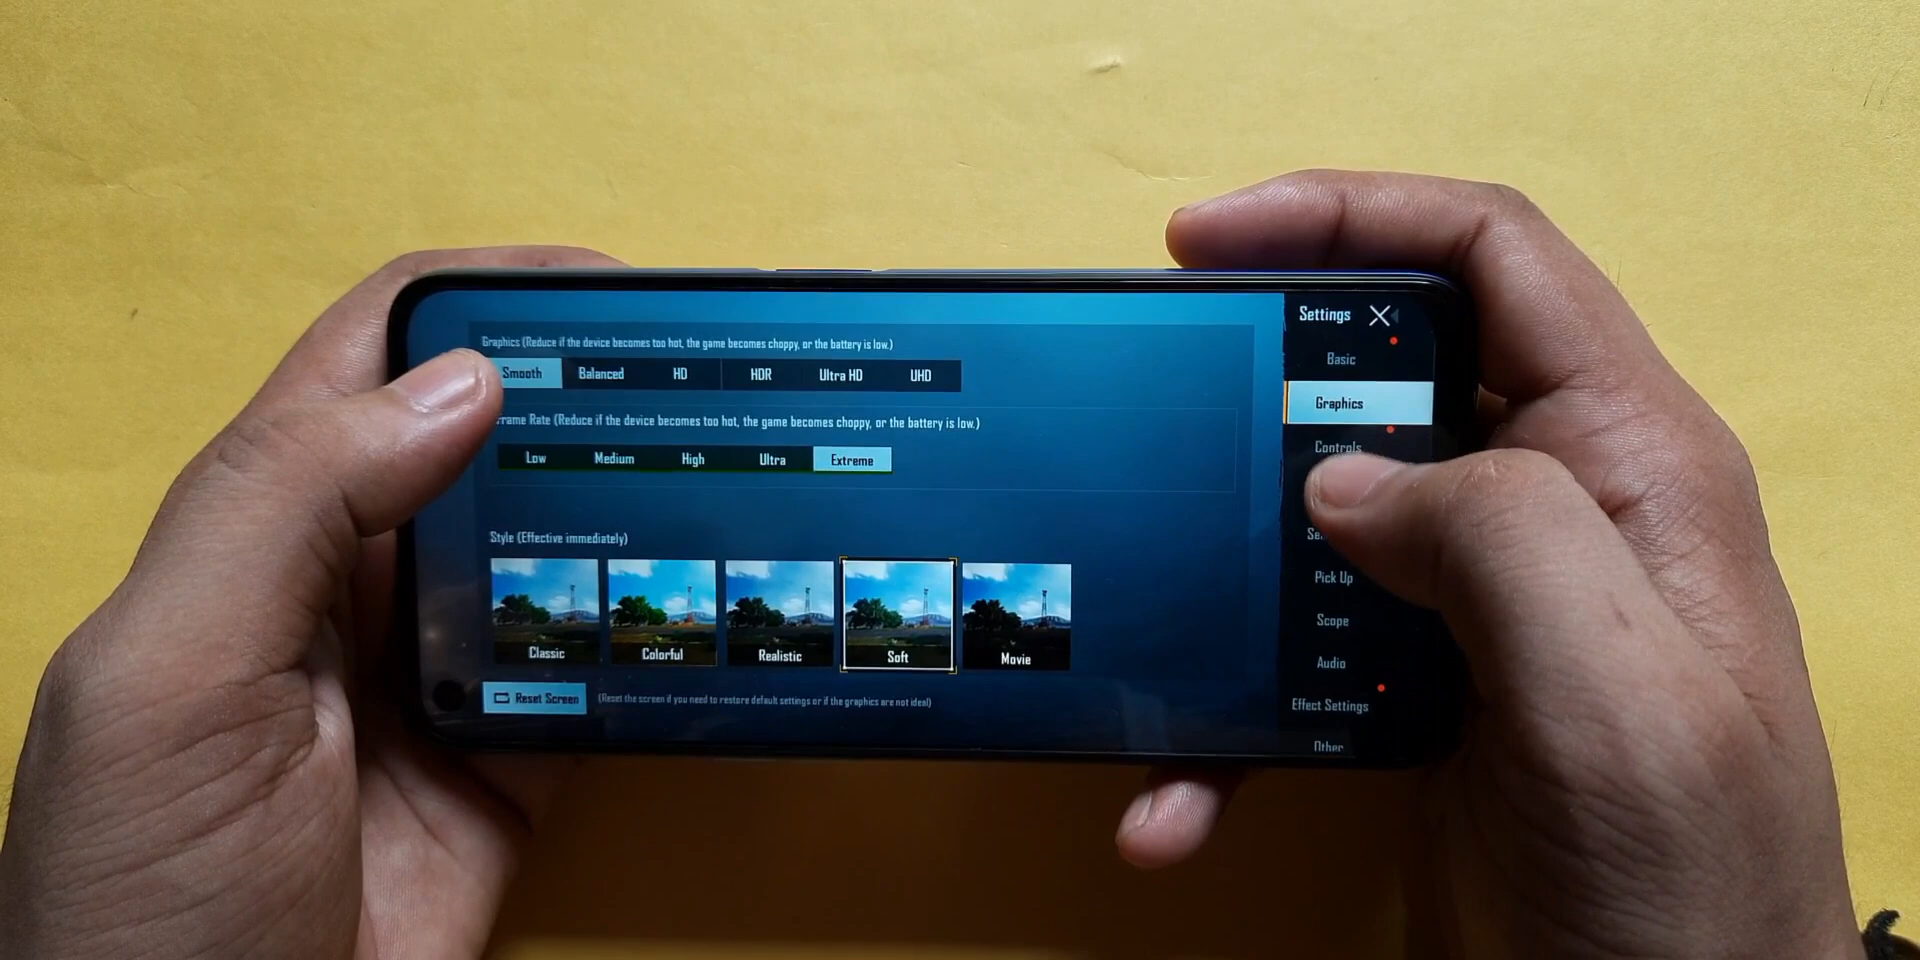 Graphics (Reduce if the device becomes too hot, the game becomes choppy, or the battery is low.)
Smooth Balanced HD HDR Ultra HD UHD
rame Rate (Reduce if the device becomes too hot, the game becomes choppy, or the battery is low.)
Low Medium High Ultra Extreme
Style (Effective immediately)
Classic Colorful Realistic Soft Movie
Reset Screen (Reset the screen if you need to restore default settings or if the graphics are not ideal)
Settings
Basic
Graphics
Controls
Pick Up
Scope
Audio
Effect Settings
Other